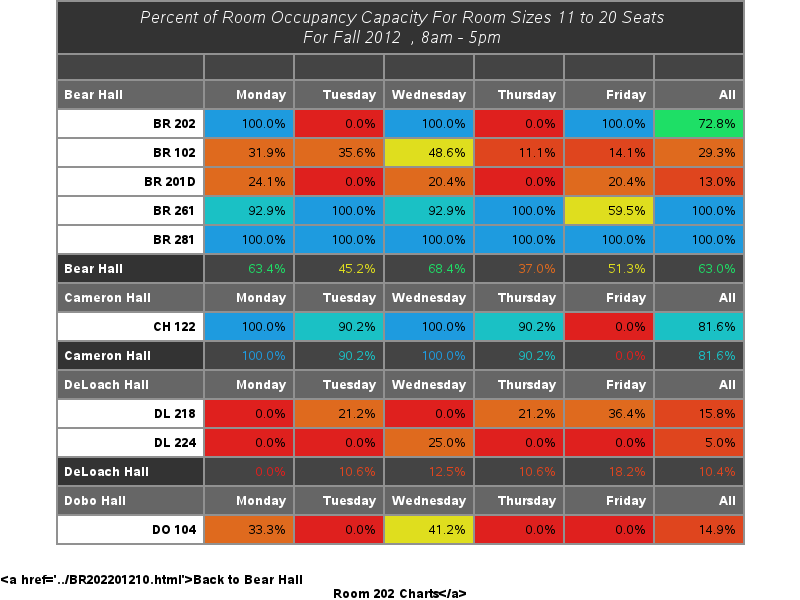 Percent of Room Occupancy Capacity For Room Sizes 11 to 20 Seats
For Fall 2012 , 8am - 5pm
Bear Hall Monday Tuesday Wednesday Thursday Friday All
BR 202 100.0% 0.0% 100.0% 0.0% 100.0% 72.8%
BR 102 31.9% 35.6% 48.6% 11.1% 14.1% 29.3%
BR 201D 24.1% 0.0% 20.4% 0.0% 20.4% 13.0%
BR 261 92.9% 100.0% 92.9% 100.0% 59.5% 100.0%
BR 281 100.0% 100.0% 100.0% 100.0% 100.0% 100.0%
Bear Hall 63.4% 45.2% 68.4% 37.0% 51.3% 63.0%
Cameron Hall Monday Tuesday Wednesday Thursday Friday All
CH 122 100.0% 90.2% 100.0% 90.2% 0.0% 81.6%
Cameron Hall 100.0% 90.2% 100.0% 90.2% 0.0% 81.6%
DeLoach Hall Monday Tuesday Wednesday Thursday Friday All
DL 218 0.0% 21.2% 0.0% 21.2% 36.4% 15.8%
DL 224 0.0% 0.0% 25.0% 0.0% 0.0% 5.0%
DeLoach Hall 0.0% 10.6% 12.5% 10.6% 18.2% 10.4%
Dobo Hall Monday Tuesday Wednesday Thursday Friday All
DO 104 33.3% 0.0% 41.2% 0.0% 0.0% 14.9%
<a href='../BR202201210.html'>Back to Bear Hall
Room 202 Charts</a>